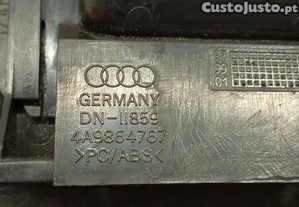 CustoJusto.pt
GERMANY
DN-11859
4A9864767
>PC/ABS<